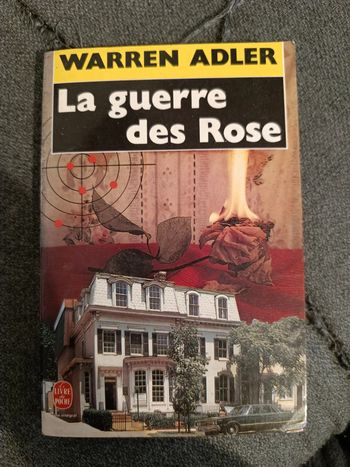 WARREN ADLER
La guerre
des Rose
LE
LIVRE
de
POCHE